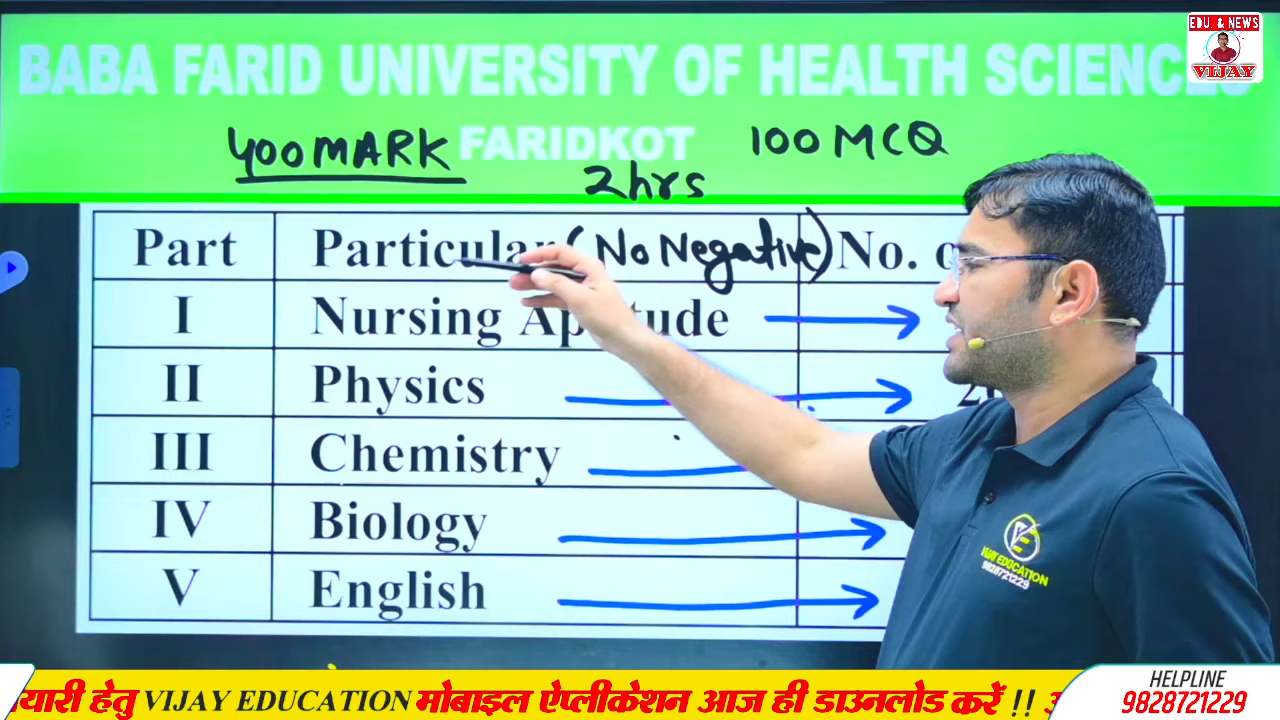 EDU. & NEWS
VIJAY
BABA FARID UNIVERSITY OF HEALTH SCIENCES
FARIDKOT
400 MARK
100 MCQ
2hrs
Part Particular (No Negative) No. o
I Nursing Aptitude
II Physics 2
III Chemistry
IV Biology
V English
VIJAY EDUCATION
9828721229
यारी हेतु VIJAY EDUCATION मोबाइल ऐप्लीकेशन आज ही डाउनलोड करें !!
HELPLINE
9828721229